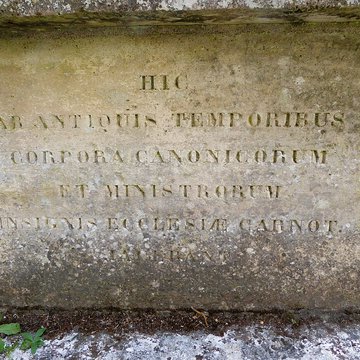 HIC
AB ANTIQUIS TEMPORIBUS
CORPORA CANONICORUM
ET MINISTRORUM
INSIGNIS ECCLESIÆ CARNOT.